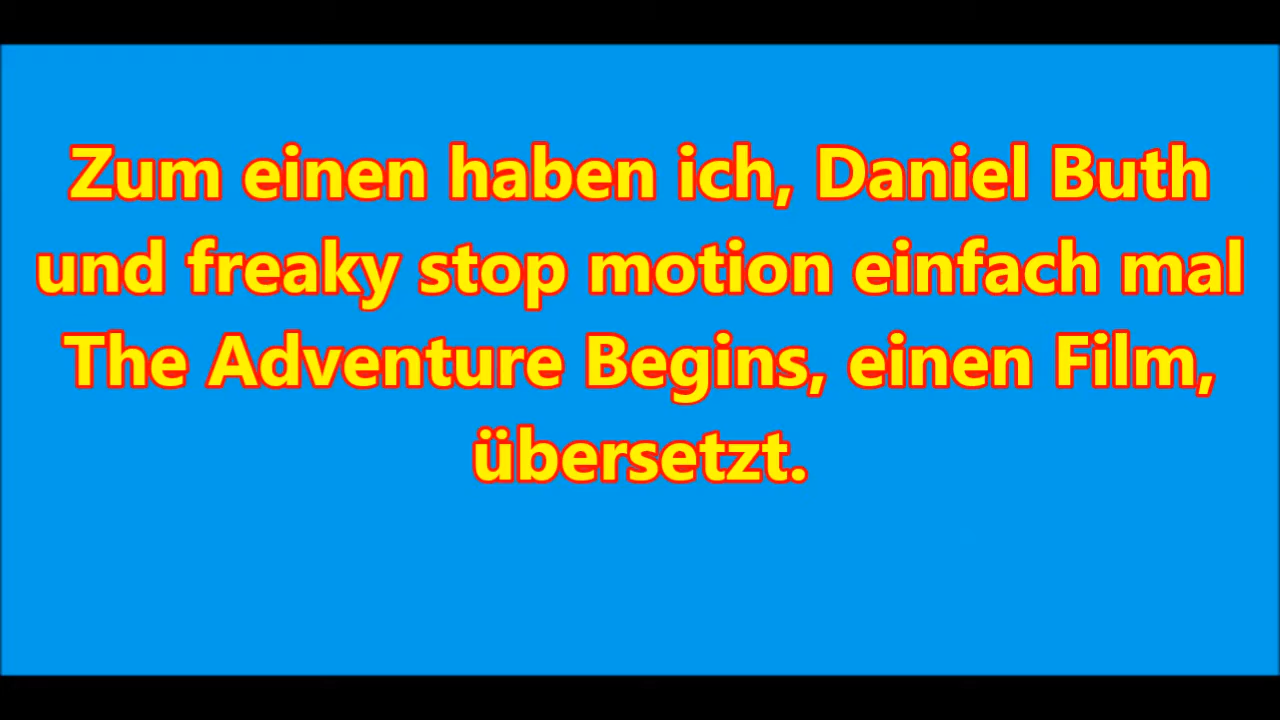 Zum einen haben ich, Daniel Buth
und freaky stop motion einfach mal
The Adventure Begins, einen Film,
übersetzt.